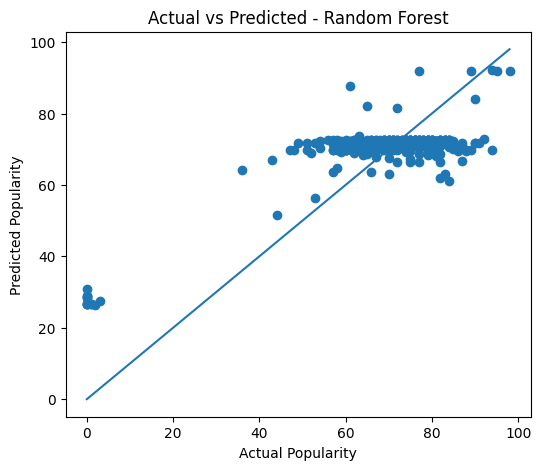 Actual vs Predicted - Random Forest
100
80
60
40
20
0
Predicted Popularity
0 20 40 60 80 100
Actual Popularity